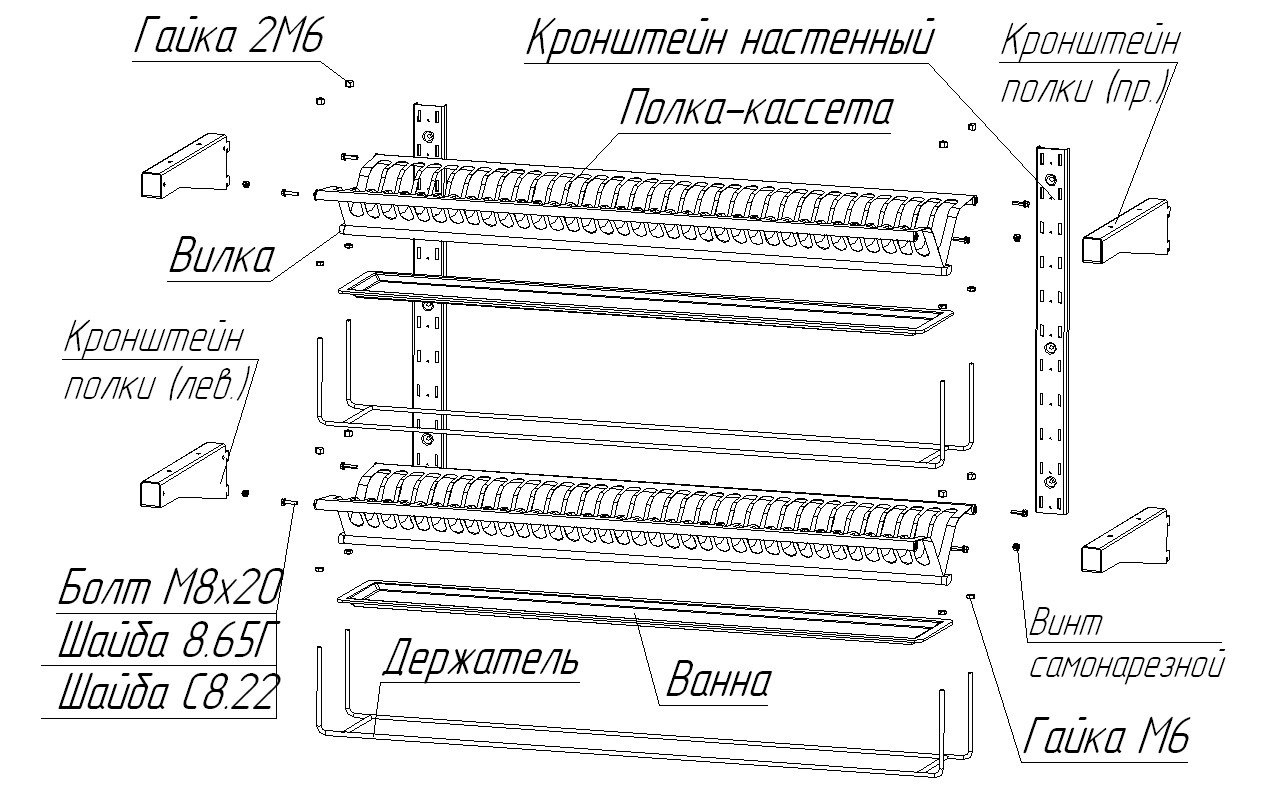 Гайка 2М6
Кронштейн настенный
Кронштейн
полки (пр.)
Полка-кассета
Вилка
Кронштейн
полки (лев.)
Болт М8х20
Шайба 8.65Г
Шайба С8.22
Держатель
Ванна
Винт
самонарезной
Гайка М6